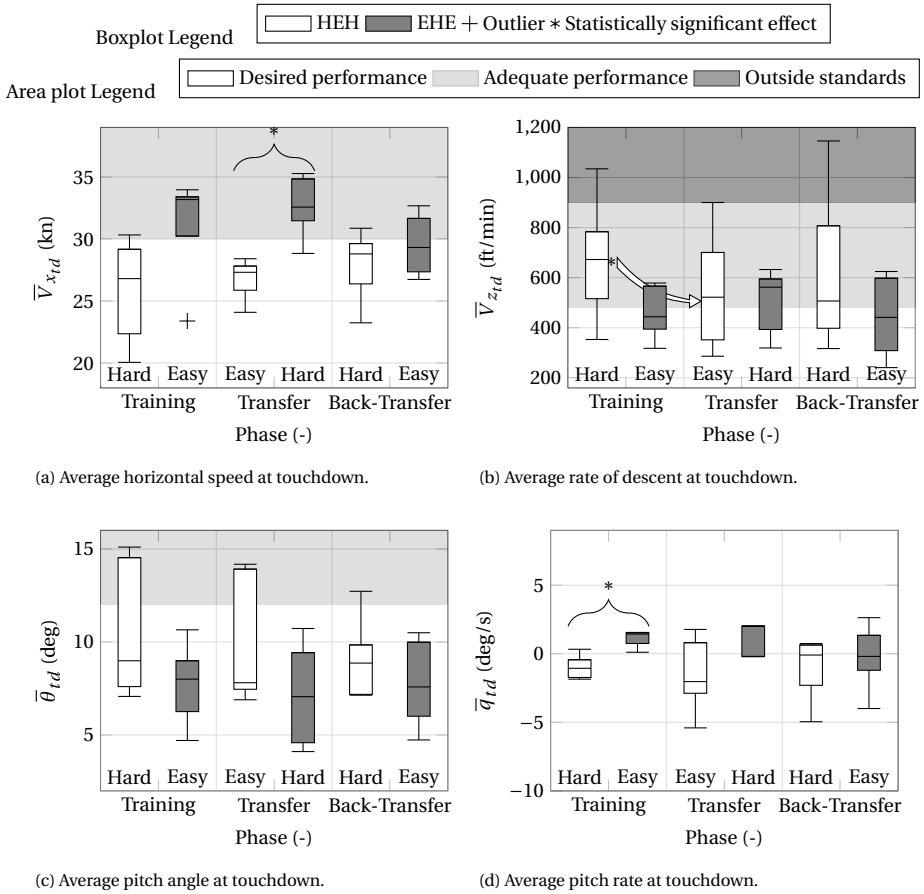 Boxplot Legend HEH EHE + Outlier * Statistically significant effect
Area plot Legend Desired performance Adequate performance Outside standards
*
35
30
25
20
V̅x_td (kn)
Hard Easy Easy Hard Hard Easy
Training Transfer Back-Transfer
Phase (-)
(a) Average horizontal speed at touchdown.
1,200
1,000
800
600
400
200
V̅z_td (ft/min)
*
Hard Easy Easy Hard Hard Easy
Training Transfer Back-Transfer
Phase (-)
(b) Average rate of descent at touchdown.
15
10
5
θ̅_td (deg)
Hard Easy Easy Hard Hard Easy
Training Transfer Back-Transfer
Phase (-)
(c) Average pitch angle at touchdown.
5
0
−5
−10
q̅_td (deg/s)
*
Hard Easy Easy Hard Hard Easy
Training Transfer Back-Transfer
Phase (-)
(d) Average pitch rate at touchdown.